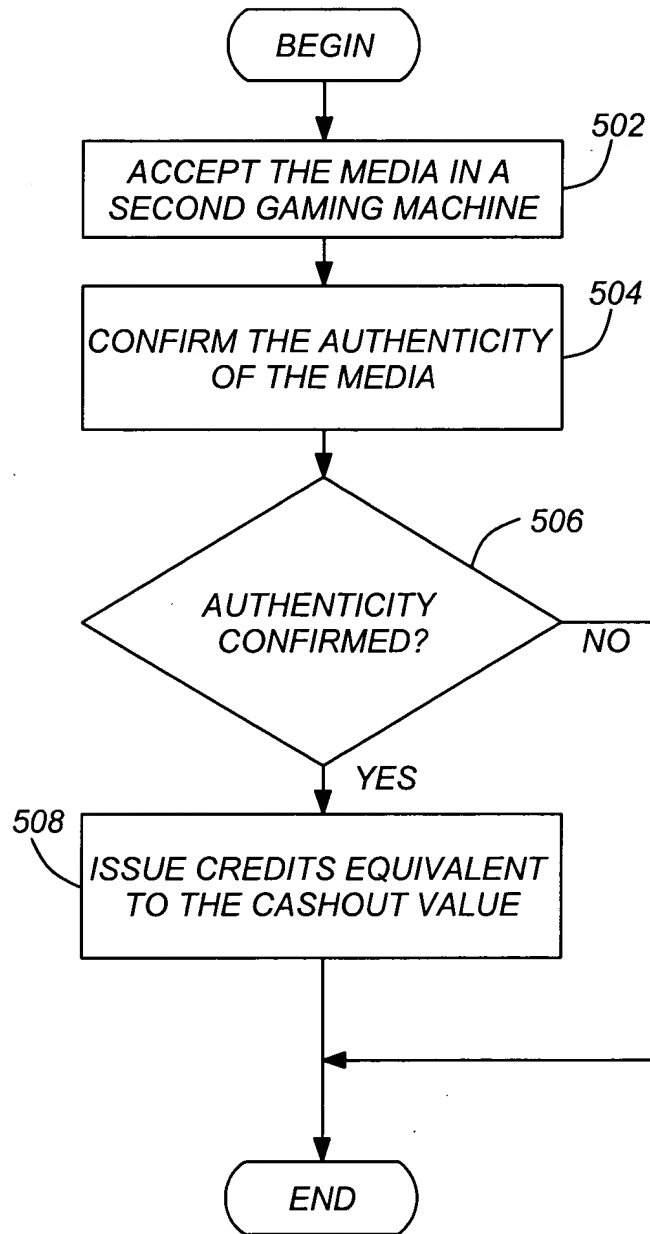 BEGIN
502
ACCEPT THE MEDIA IN A
SECOND GAMING MACHINE
504
CONFIRM THE AUTHENTICITY
OF THE MEDIA
506
AUTHENTICITY
CONFIRMED?
NO
YES
508
ISSUE CREDITS EQUIVALENT
TO THE CASHOUT VALUE
END